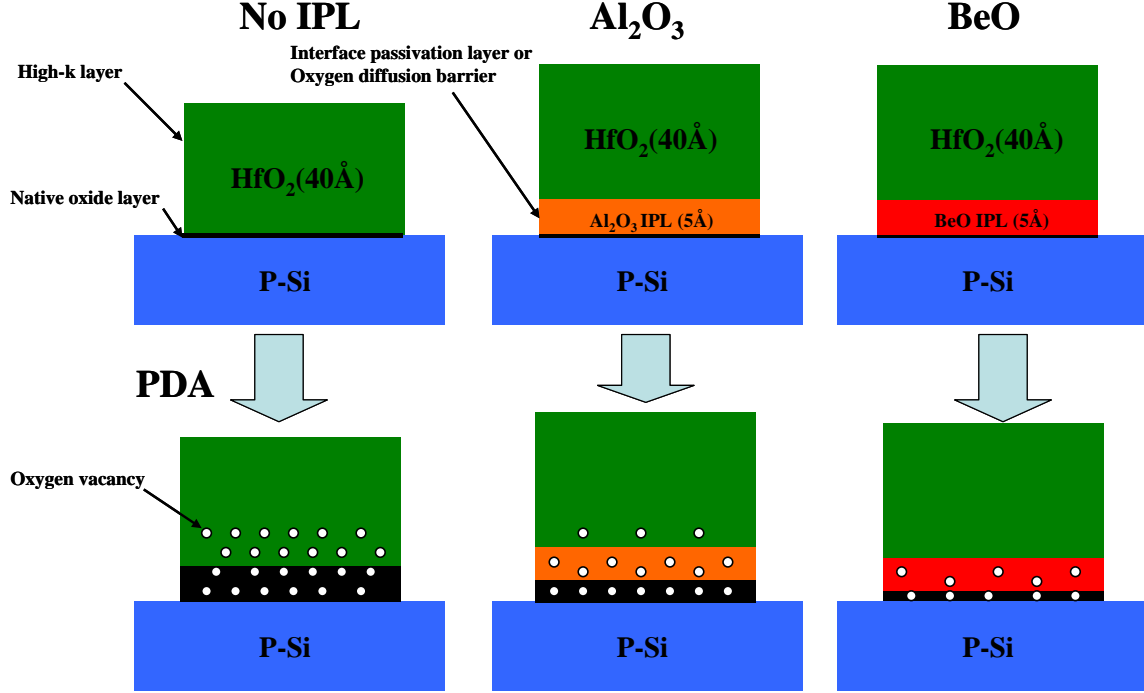 No IPL
Al₂O₃
BeO
Interface passivation layer or
Oxygen diffusion barrier
High-k layer
HfO₂(40Å)
HfO₂(40Å)
HfO₂(40Å)
Native oxide layer
Al₂O₃ IPL (5Å)
BeO IPL (5Å)
P-Si
P-Si
P-Si
PDA
Oxygen vacancy
P-Si
P-Si
P-Si